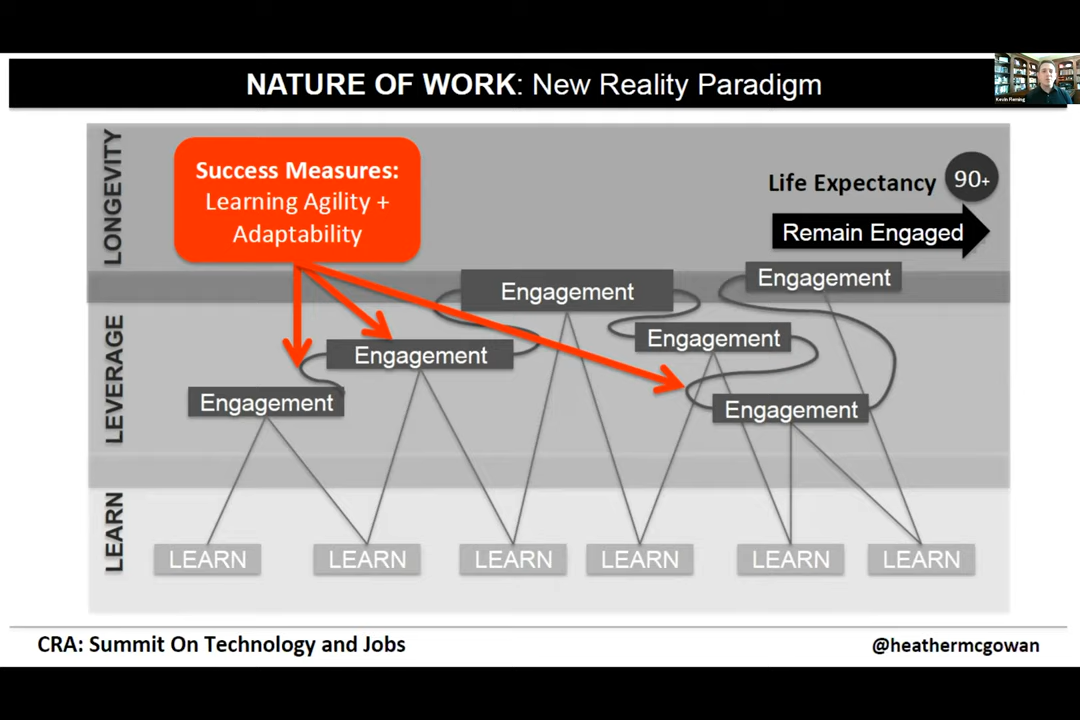 NATURE OF WORK: New Reality Paradigm
Kevin Fleming
LONGEVITY
Success Measures:
Learning Agility +
Adaptability
Life Expectancy
90+
Remain Engaged
LEVERAGE
Engagement
Engagement
Engagement
Engagement
Engagement
Engagement
LEARN
LEARN
LEARN
LEARN
LEARN
LEARN
LEARN
CRA: Summit On Technology and Jobs
@heathermcgowan